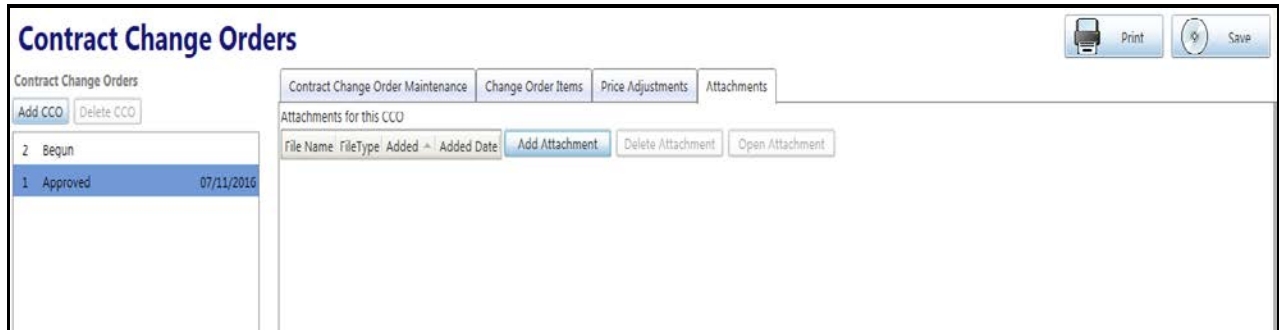 Contract Change Orders
Print
Save
Contract Change Orders
Add CCO Delete CCO
2 Begun
1 Approved 07/11/2016
Contract Change Order Maintenance Change Order Items Price Adjustments Attachments
Attachments for this CCO
File Name FileType Added Added Date Add Attachment Delete Attachment Open Attachment